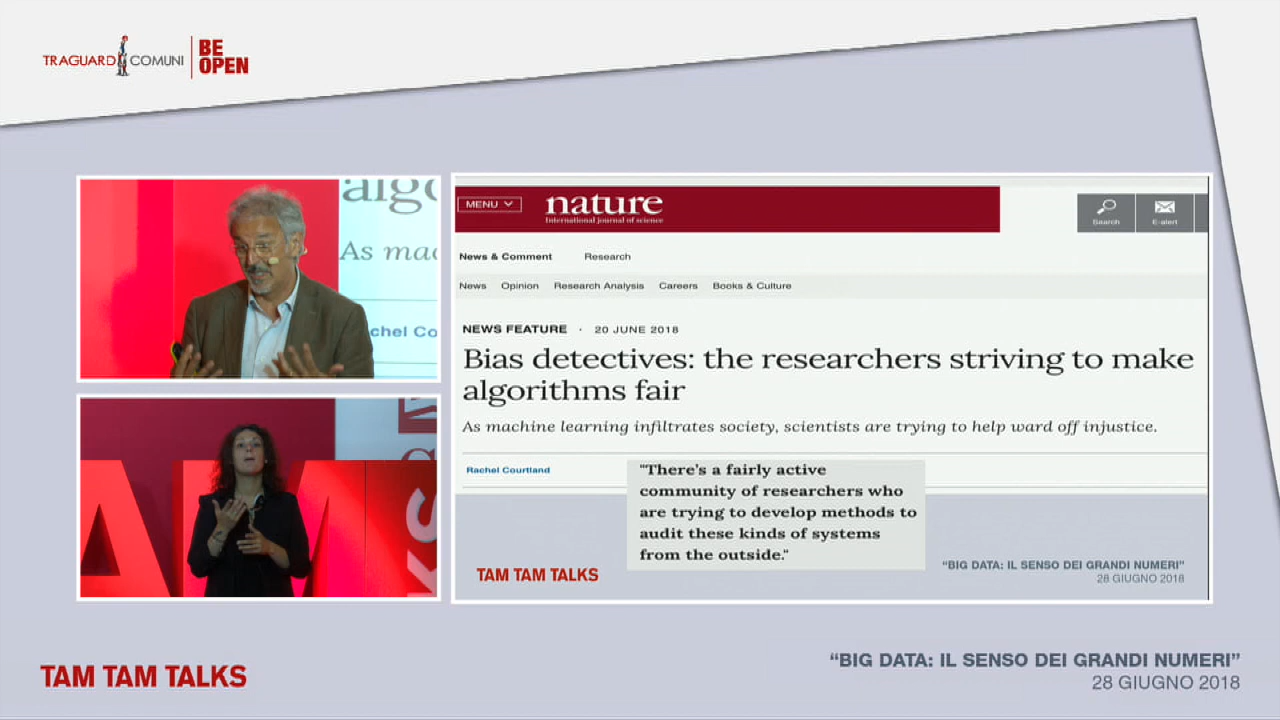 TRAGUARDI COMUNI
BE
OPEN
algo
As mac
chel Co
AM
KS
MENU
nature
International journal of science
Search
E-alert
News & Comment
Research
News
Opinion
Research Analysis
Careers
Books & Culture
NEWS FEATURE · 20 JUNE 2018
Bias detectives: the researchers striving to make
algorithms fair
As machine learning infiltrates society, scientists are trying to help ward off injustice.
Rachel Courtland
"There's a fairly active
community of researchers who
are trying to develop methods to
audit these kinds of systems
from the outside."
TAM TAM TALKS
“BIG DATA: IL SENSO DEI GRANDI NUMERI”
28 GIUGNO 2018
TAM TAM TALKS
“BIG DATA: IL SENSO DEI GRANDI NUMERI”
28 GIUGNO 2018